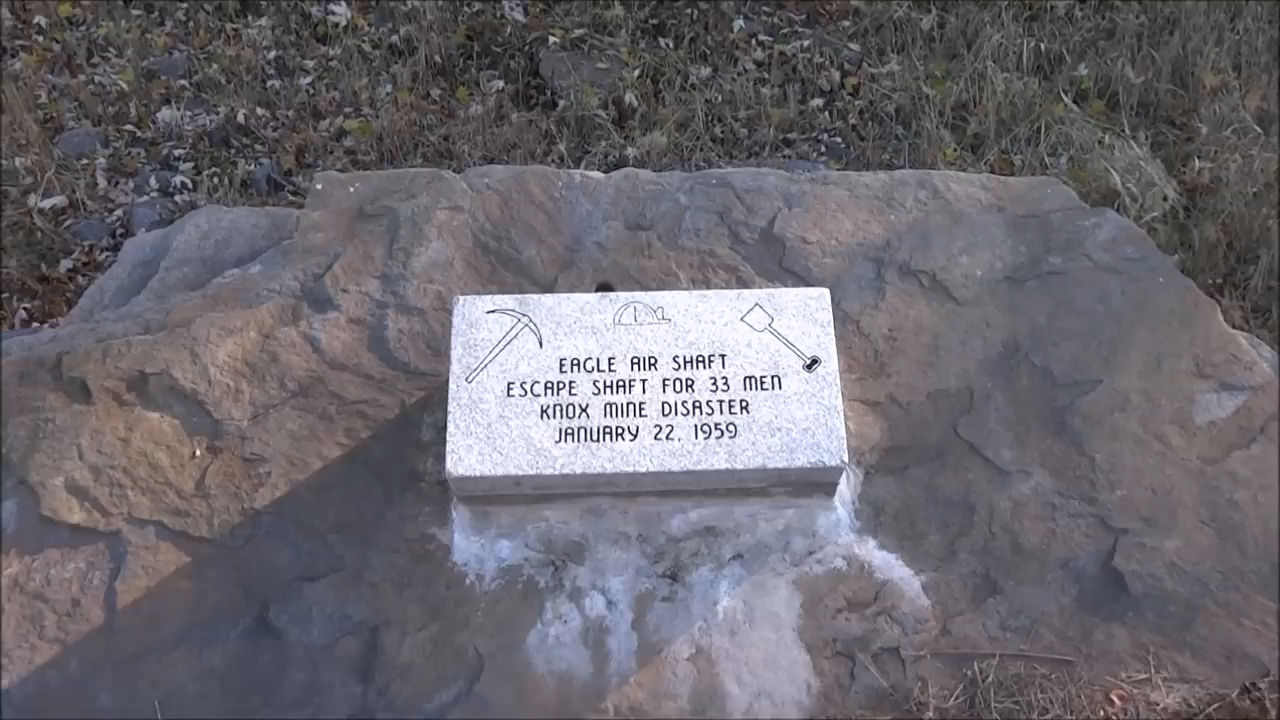 EAGLE AIR SHAFT
ESCAPE SHAFT FOR 33 MEN
KNOX MINE DISASTER
JANUARY 22, 1959